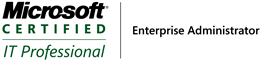 Microsoft®
CERTIFIED
IT Professional
Enterprise Administrator